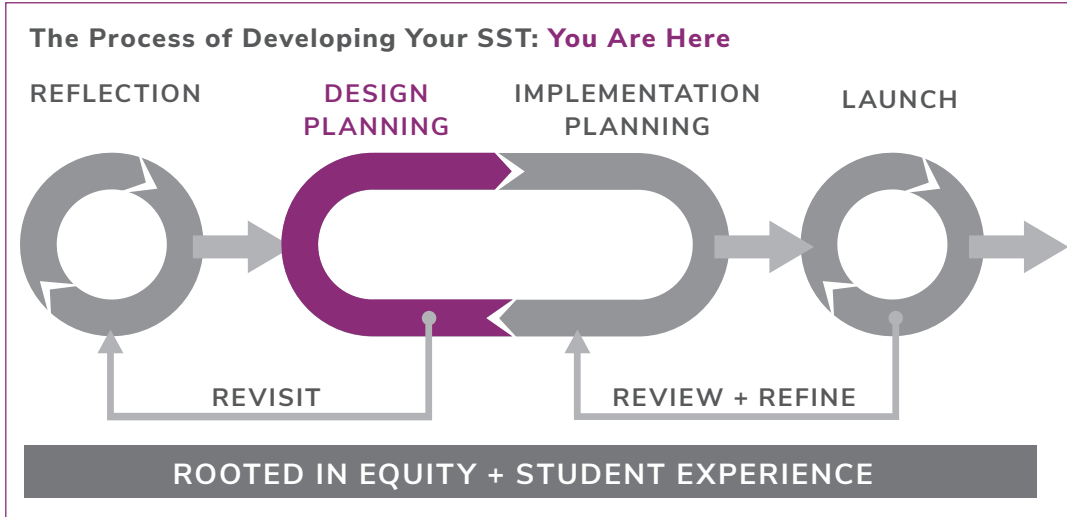 The Process of Developing Your SST: You Are Here
REFLECTION
DESIGN
PLANNING
IMPLEMENTATION
PLANNING
LAUNCH
REVISIT
REVIEW + REFINE
ROOTED IN EQUITY + STUDENT EXPERIENCE